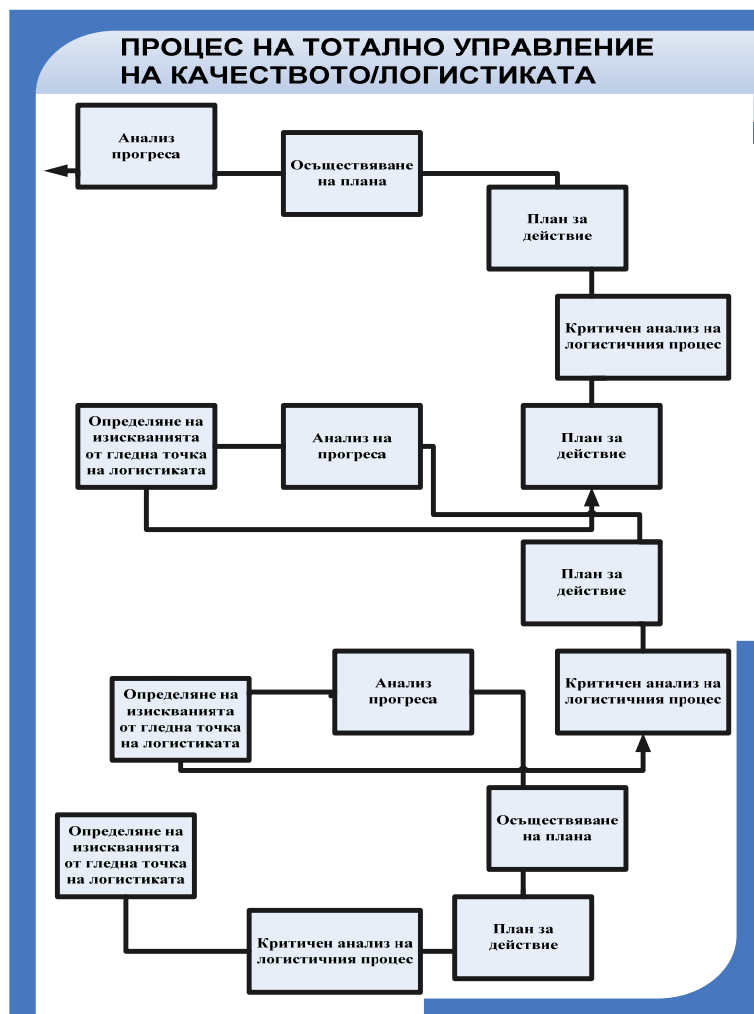 ПРОЦЕС НА ТОТАЛНО УПРАВЛЕНИЕ
НА КАЧЕСТВОТО/ЛОГИСТИКАТА
Анализ
прогреса
Осъществяване
на плана
План за
действие
Критичен анализ на
логистичния процес
Определяне на
изискванията
от гледна точка
на логистиката
Анализ на
прогреса
План за
действие
План за
действие
Определяне на
изискванията
от гледна точка
на логистиката
Анализ
прогреса
Критичен анализ на
логистичния процес
Осъществяване
на плана
Определяне на
изискванията
от гледна точка
на логистиката
Критичен анализ на
логистичния процес
План за
действие